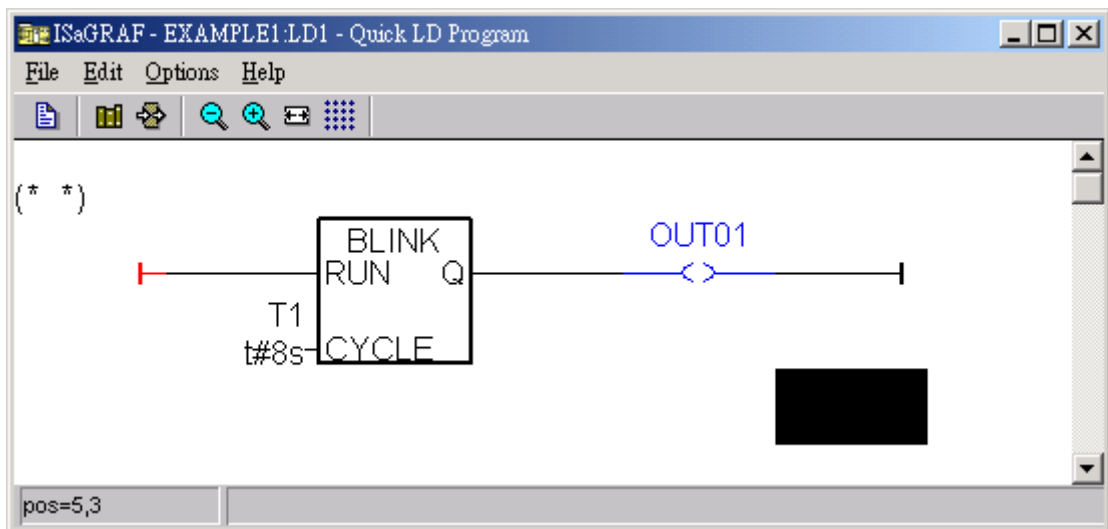 ISaGRAF - EXAMPLE1:LD1 - Quick LD Program
File Edit Options Help
(* *)
BLINK
OUT01
RUN Q
T1
t#8s CYCLE
pos=5,3